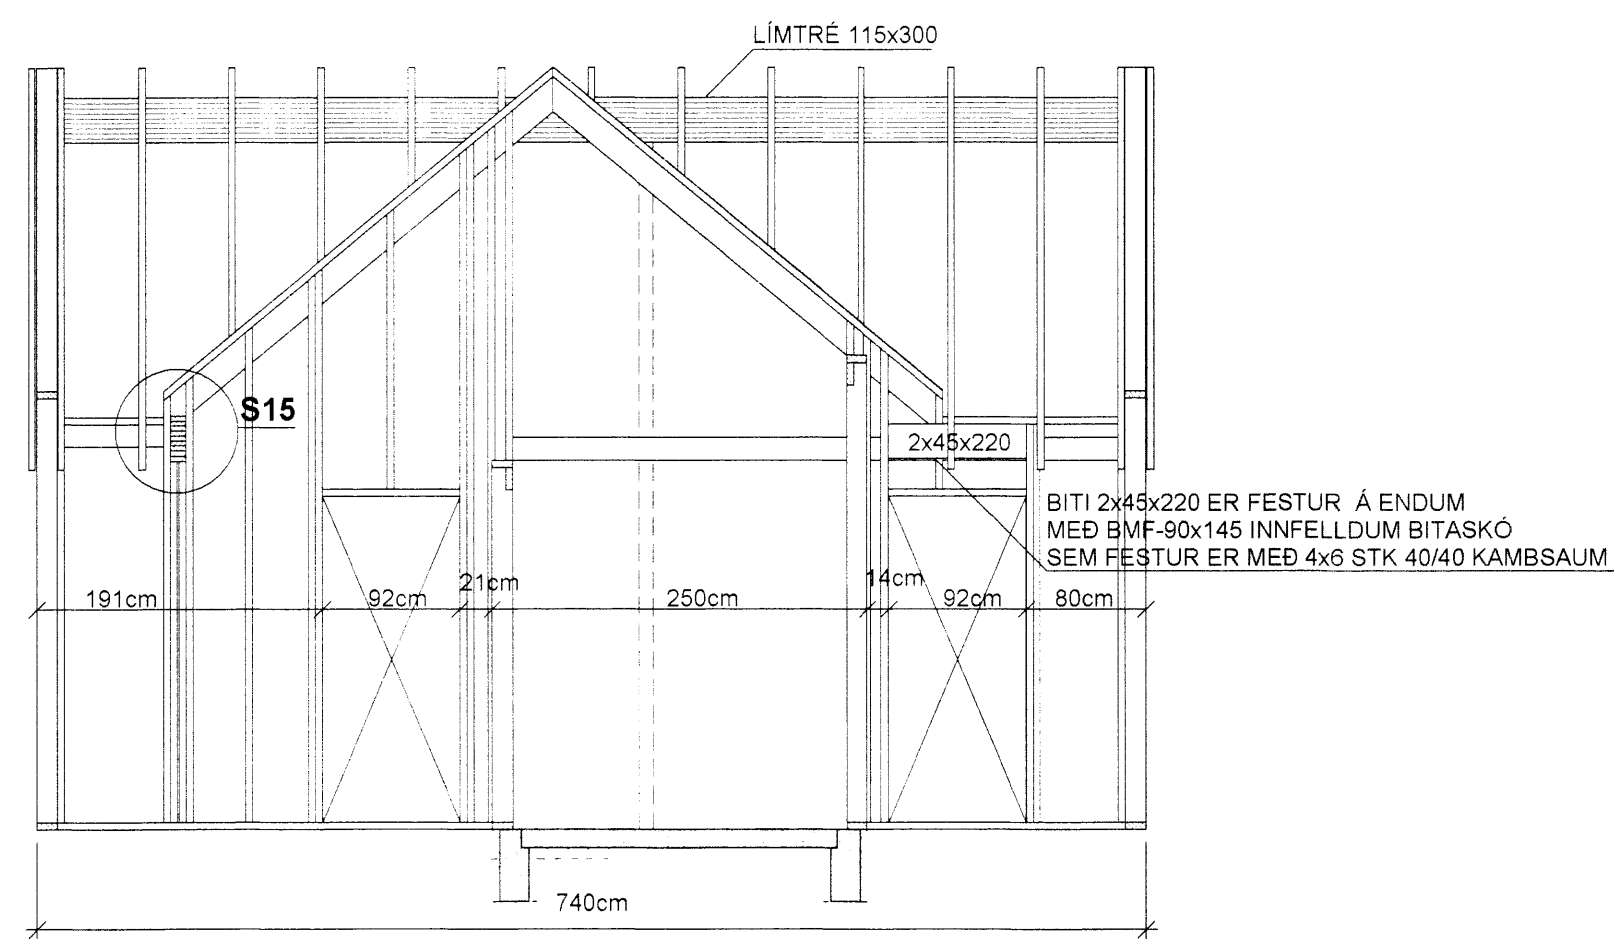 LÍMTRÉ 115x300
S15
2x45x220
BITI 2x45x220 ER FESTUR Á ENDUM
MEÐ BMF-90x145 INNFELLDUM BITASKÓ
SEM FESTUR ER MEÐ 4x6 STK 40/40 KAMBSAUM
191cm
92cm
21cm
250cm
14cm
92cm
80cm
740cm